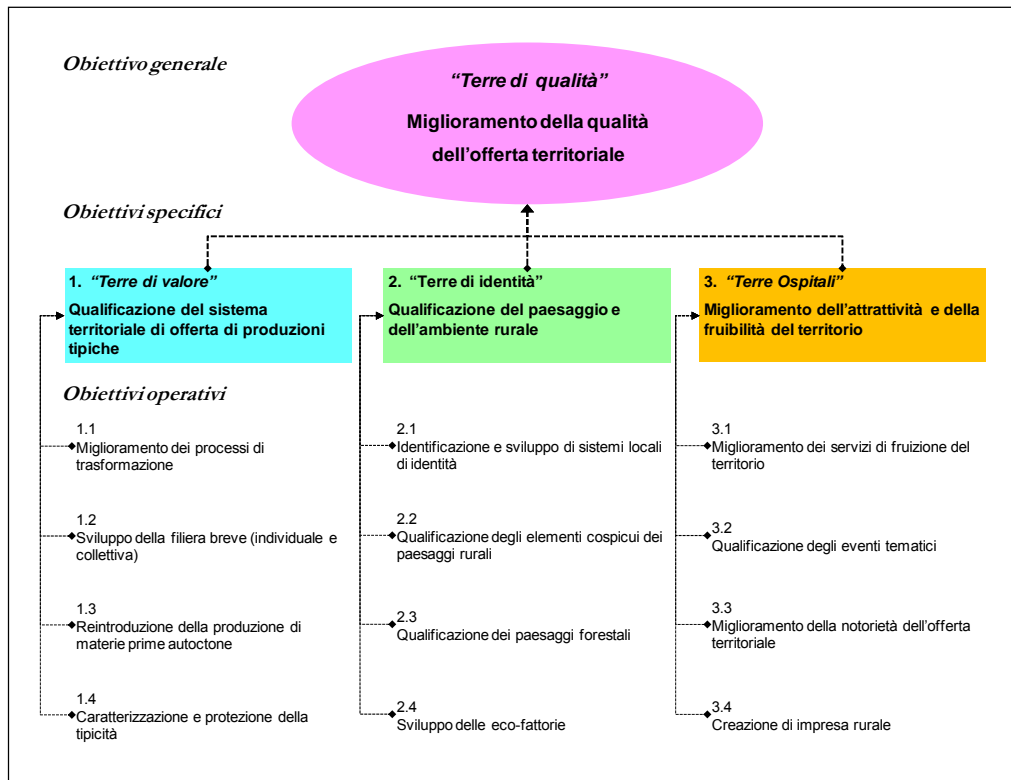 Obiettivo generale
“Terre di qualità”
Miglioramento della qualità
dell’offerta territoriale
Obiettivi specifici
1. “Terre di valore”
Qualificazione del sistema
territoriale di offerta di produzioni
tipiche
2. “Terre di identità”
Qualificazione del paesaggio e
dell’ambiente rurale
3. “Terre Ospitali”
Miglioramento dell’attrattività e della
fruibilità del territorio
Obiettivi operativi
1.1
Miglioramento dei processi di
trasformazione
1.2
Sviluppo della filiera breve (individuale e
collettiva)
1.3
Reintroduzione della produzione di
materie prime autoctone
1.4
Caratterizzazione e protezione della
tipicità
2.1
Identificazione e sviluppo di sistemi locali
di identità
2.2
Qualificazione degli elementi cospicui dei
paesaggi rurali
2.3
Qualificazione dei paesaggi forestali
2.4
Sviluppo delle eco-fattorie
3.1
Miglioramento dei servizi di fruizione del
territorio
3.2
Qualificazione degli eventi tematici
3.3
Miglioramento della notorietà dell’offerta
territoriale
3.4
Creazione di impresa rurale